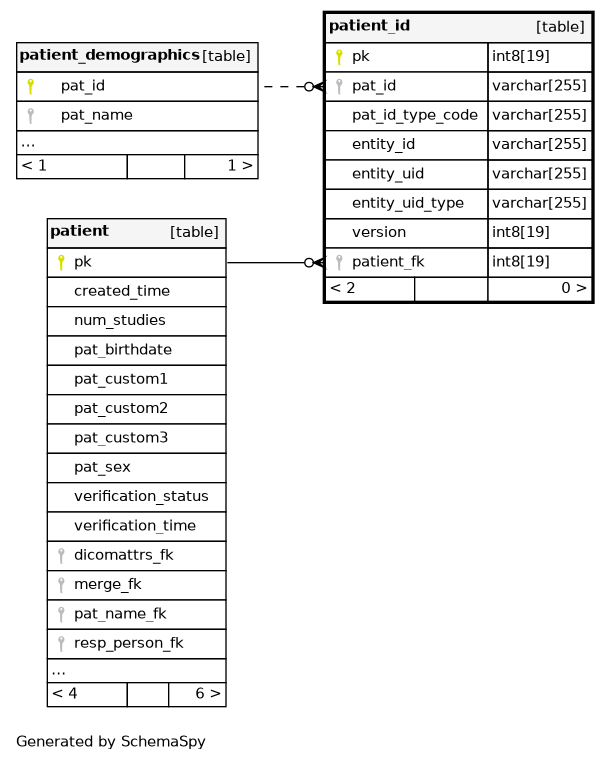 patient_id [table]
pk int8[19]
pat_id varchar[255]
pat_id_type_code varchar[255]
entity_id varchar[255]
entity_uid varchar[255]
entity_uid_type varchar[255]
version int8[19]
patient_fk int8[19]
< 2 0 >
patient_demographics [table]
pat_id
pat_name
...
< 1 1 >
patient [table]
pk
created_time
num_studies
pat_birthdate
pat_custom1
pat_custom2
pat_custom3
pat_sex
verification_status
verification_time
dicomattrs_fk
merge_fk
pat_name_fk
resp_person_fk
...
< 4 6 >
Generated by SchemaSpy